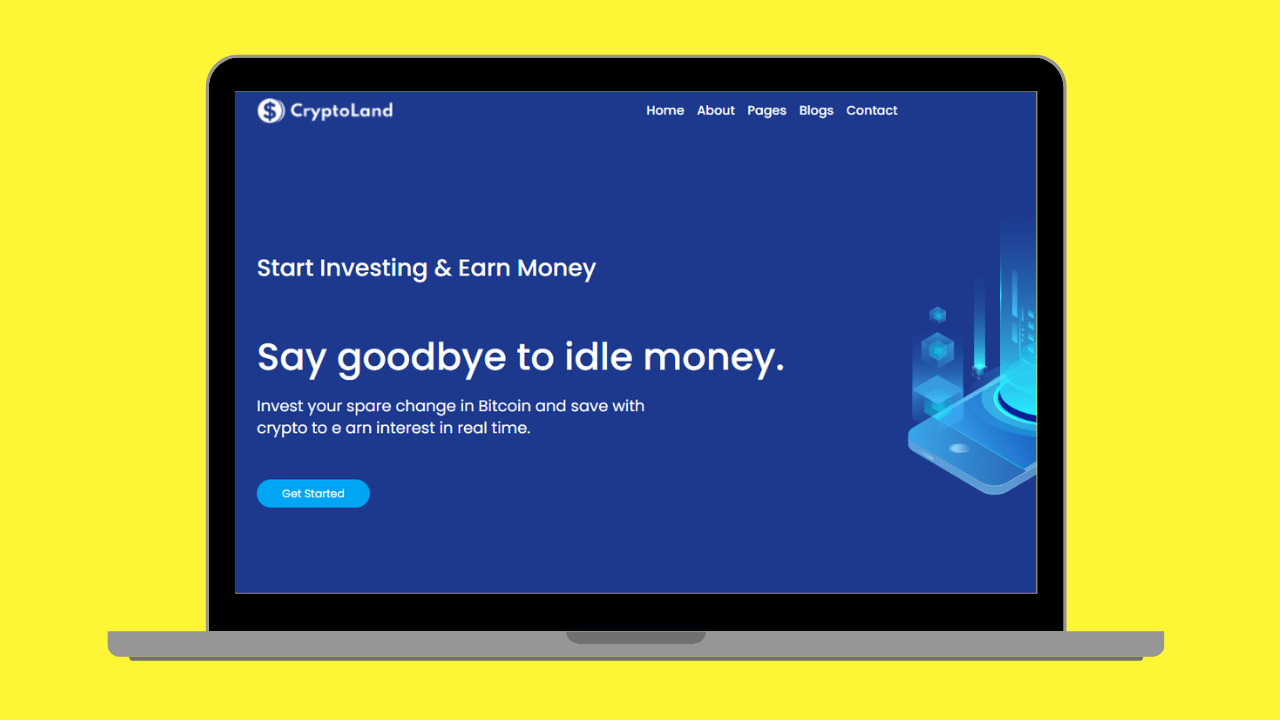 CryptoLand
Home About Pages Blogs Contact
Start Investing & Earn Money
Say goodbye to idle money.
Invest your spare change in Bitcoin and save with
crypto to e arn interest in real time.
Get Started